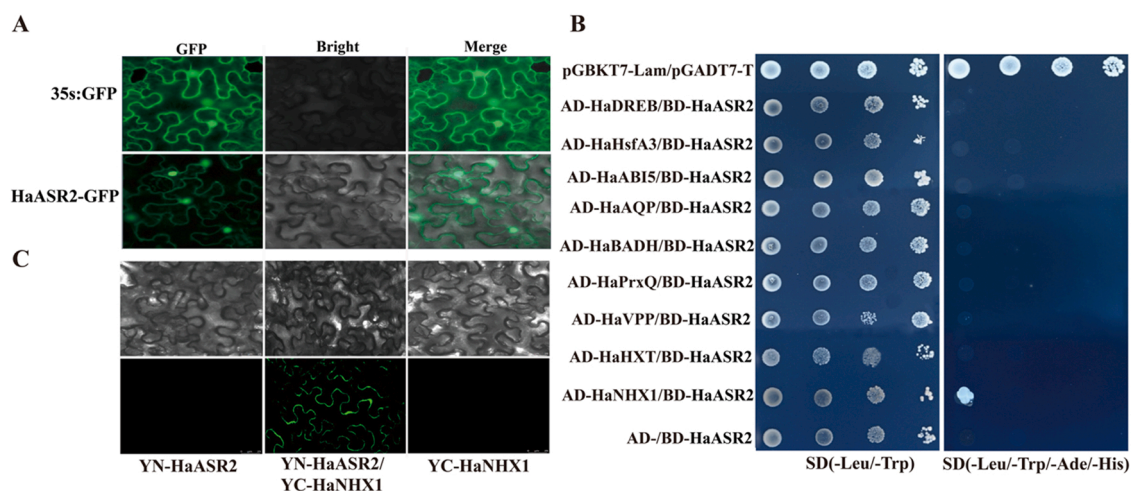 A
GFP
Bright
Merge
35s:GFP
HaASR2-GFP
C
YN-HaASR2
YN-HaASR2/
YC-HaNHX1
YC-HaNHX1
B
pGBKT7-Lam/pGADT7-T
AD-HaDREB/BD-HaASR2
AD-HaHsfA3/BD-HaASR2
AD-HaABI5/BD-HaASR2
AD-HaAQP/BD-HaASR2
AD-HaBADH/BD-HaASR2
AD-HaPrxQ/BD-HaASR2
AD-HaVPP/BD-HaASR2
AD-HaHXT/BD-HaASR2
AD-HaNHX1/BD-HaASR2
AD-/BD-HaASR2
SD(-Leu/-Trp)
SD(-Leu/-Trp/-Ade/-His)